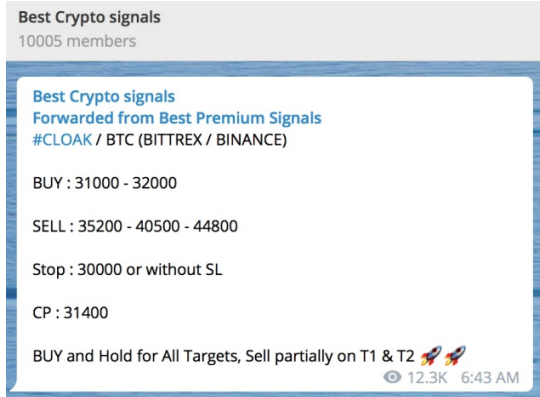 Best Crypto signals
10005 members
Best Crypto signals
Forwarded from Best Premium Signals
#CLOAK / BTC (BITTREX / BINANCE)
BUY : 31000 - 32000
SELL : 35200 - 40500 - 44800
Stop : 30000 or without SL
CP : 31400
BUY and Hold for All Targets, Sell partially on T1 & T2 🚀 🚀
12.3K 6:43 AM